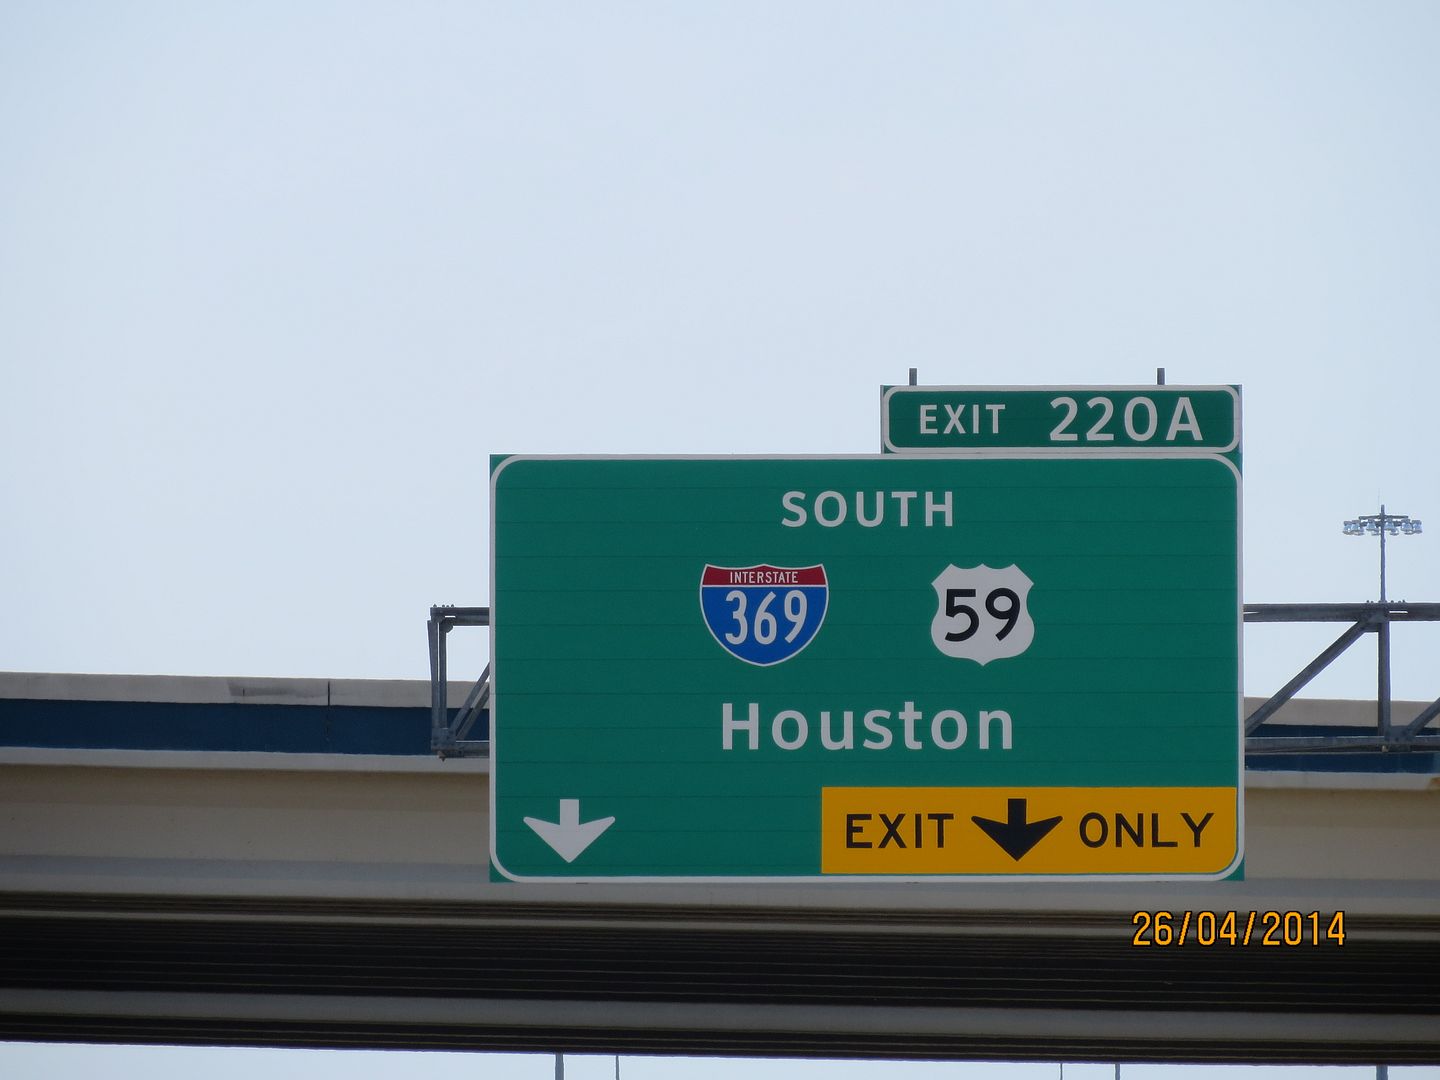 EXIT 220A
SOUTH
INTERSTATE
369
59
Houston
EXIT ONLY
26/04/2014